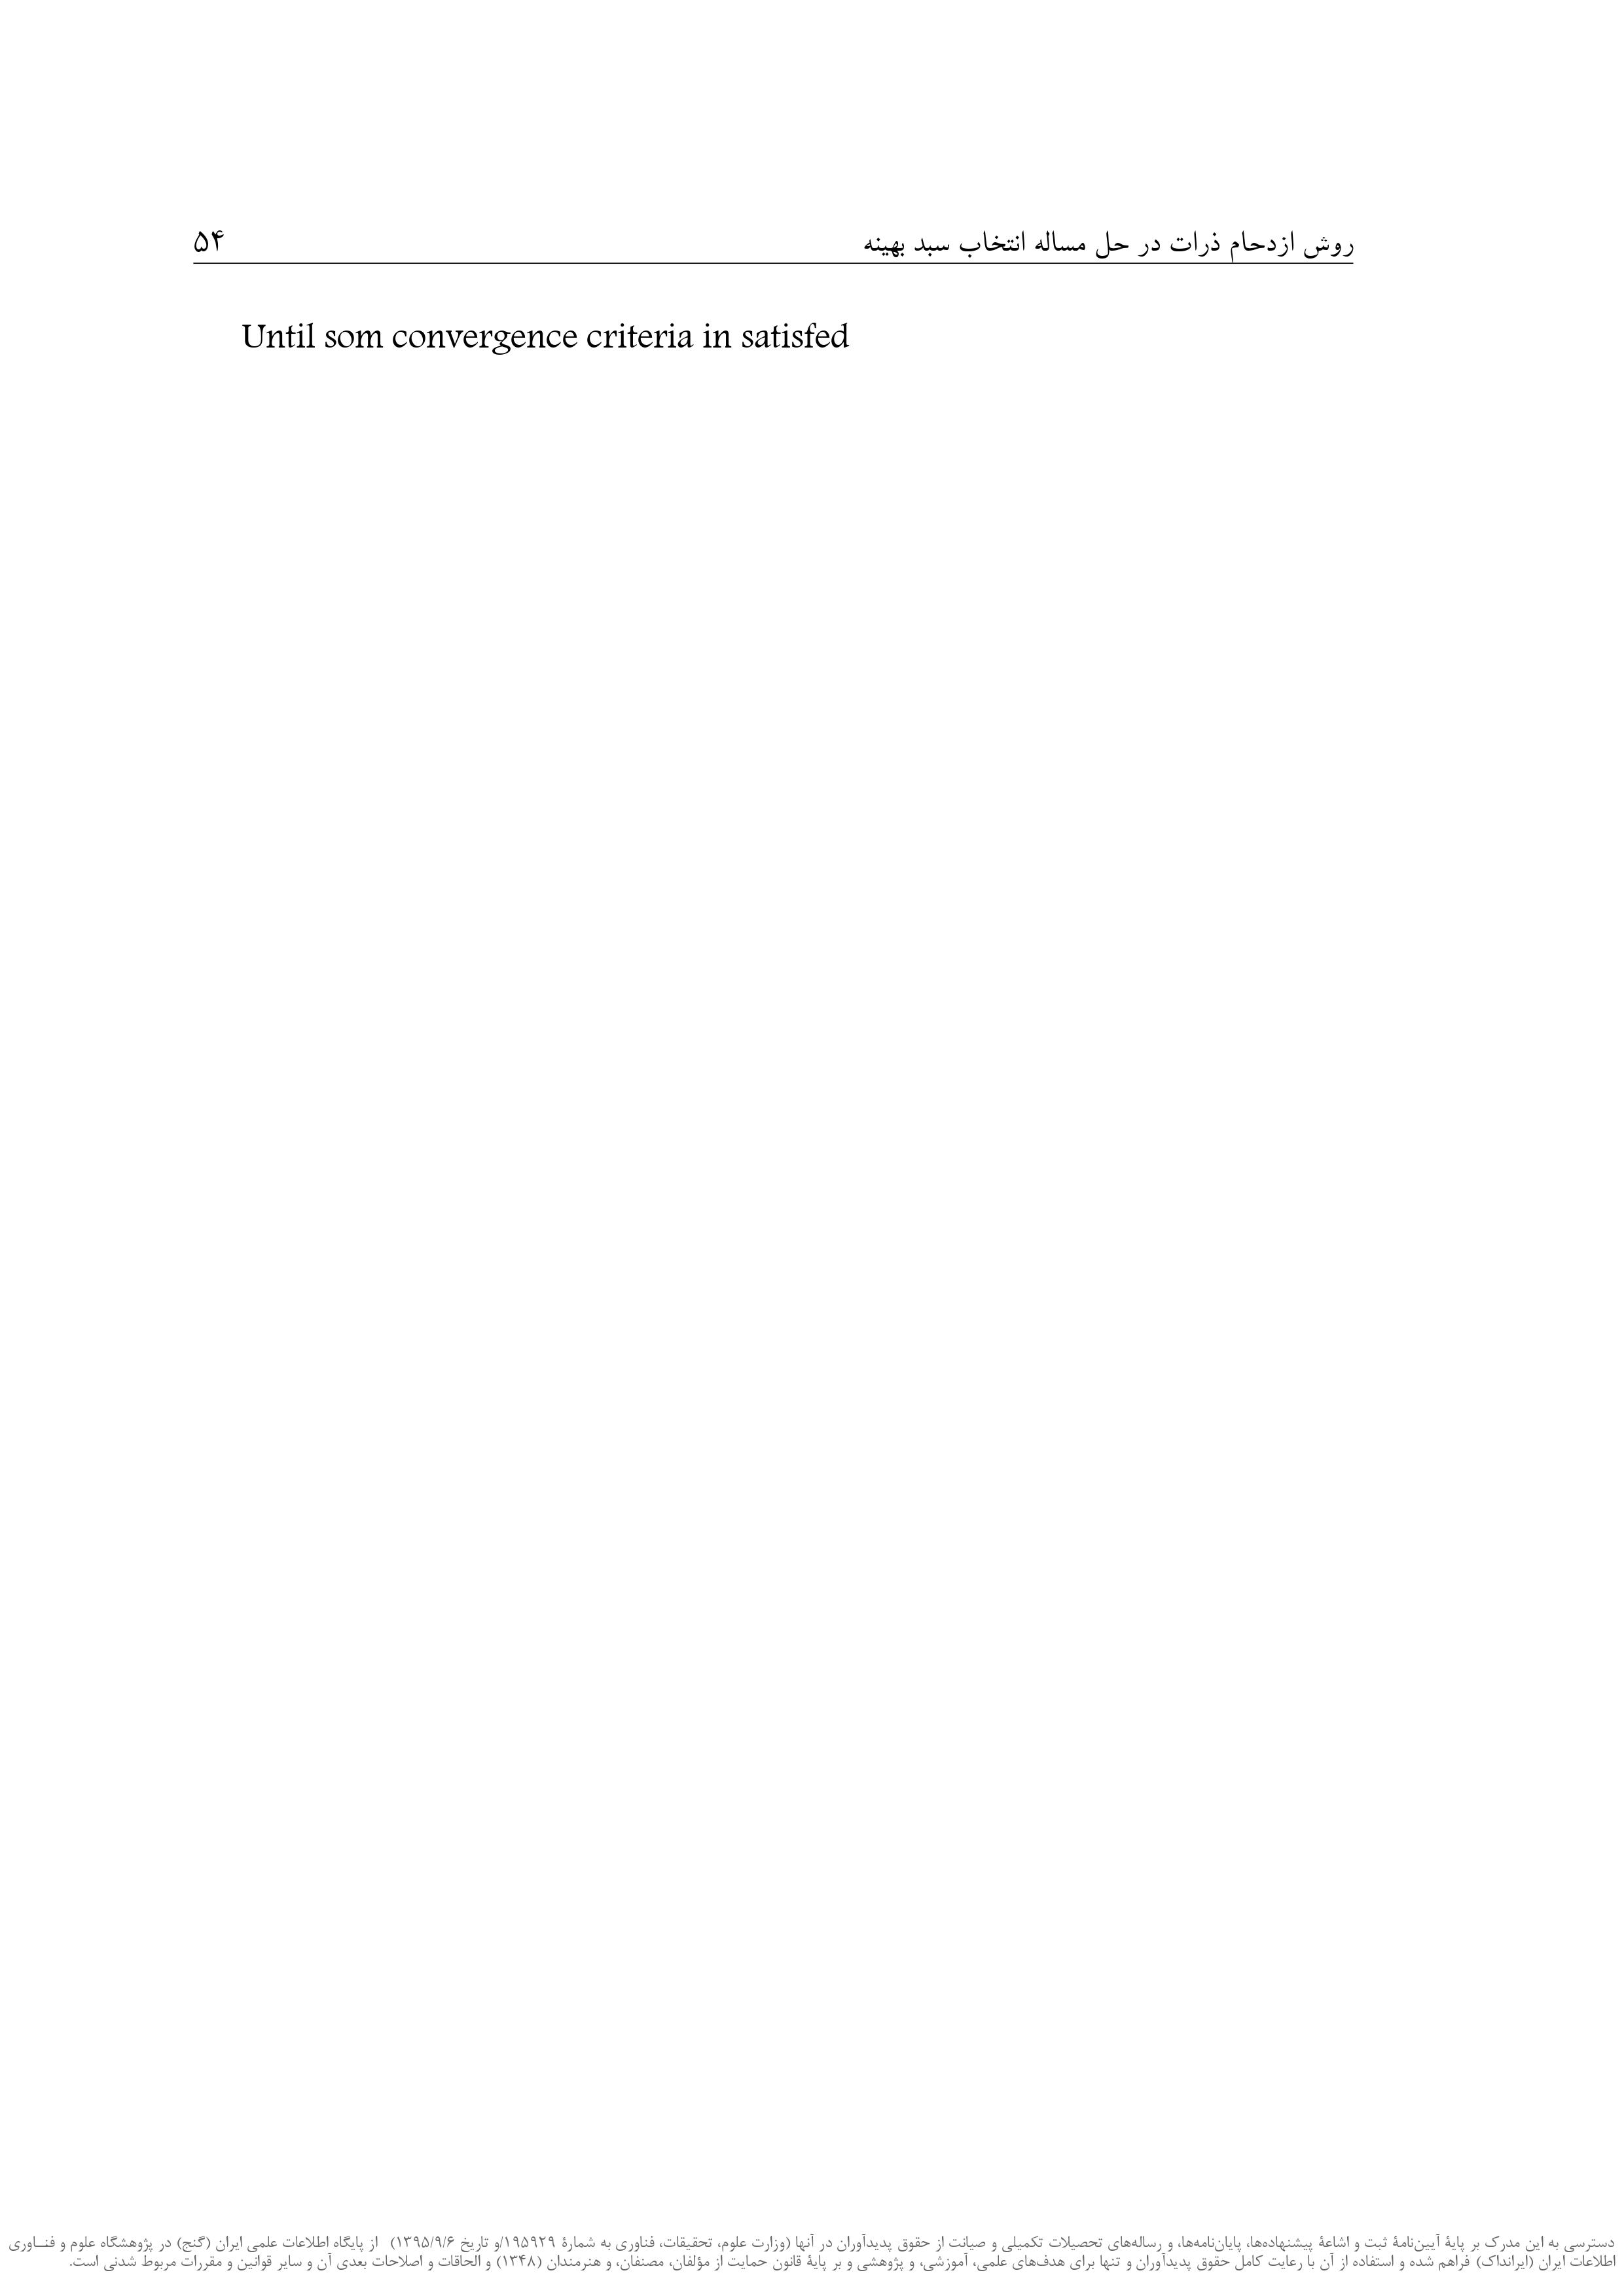 روش ازدحام ذرات در حل مساله انتخاب سبد بهینه ۵۴
Until som convergence criteria in satisfed
دسترسی به این مدرک بر پایهٔ آیین‌نامهٔ ثبت و اشاعهٔ پیشنهاده‌ها، پایان‌نامه‌ها، و رساله‌های تحصیلات تکمیلی و صیانت از حقوق پدیدآوران در آنها (وزارت علوم، تحقیقات، فناوری به شمارهٔ ۱۹۵۹۲۹/و تاریخ ۱۳۹۵/۹/۶) از پایگاه اطلاعات علمی ایران (گنج) در پژوهشگاه علوم و فنــاوری
اطلاعات ایران (ایرانداک) فراهم شده و استفاده از آن با رعایت کامل حقوق پدیدآوران و تنها برای هدف‌های علمی، آموزشی، و پژوهشی و بر پایهٔ قانون حمایت از مؤلفان، مصنفان، و هنرمندان (۱۳۴۸) و الحاقات و اصلاحات بعدی آن و سایر قوانین و مقررات مربوط شدنی است.